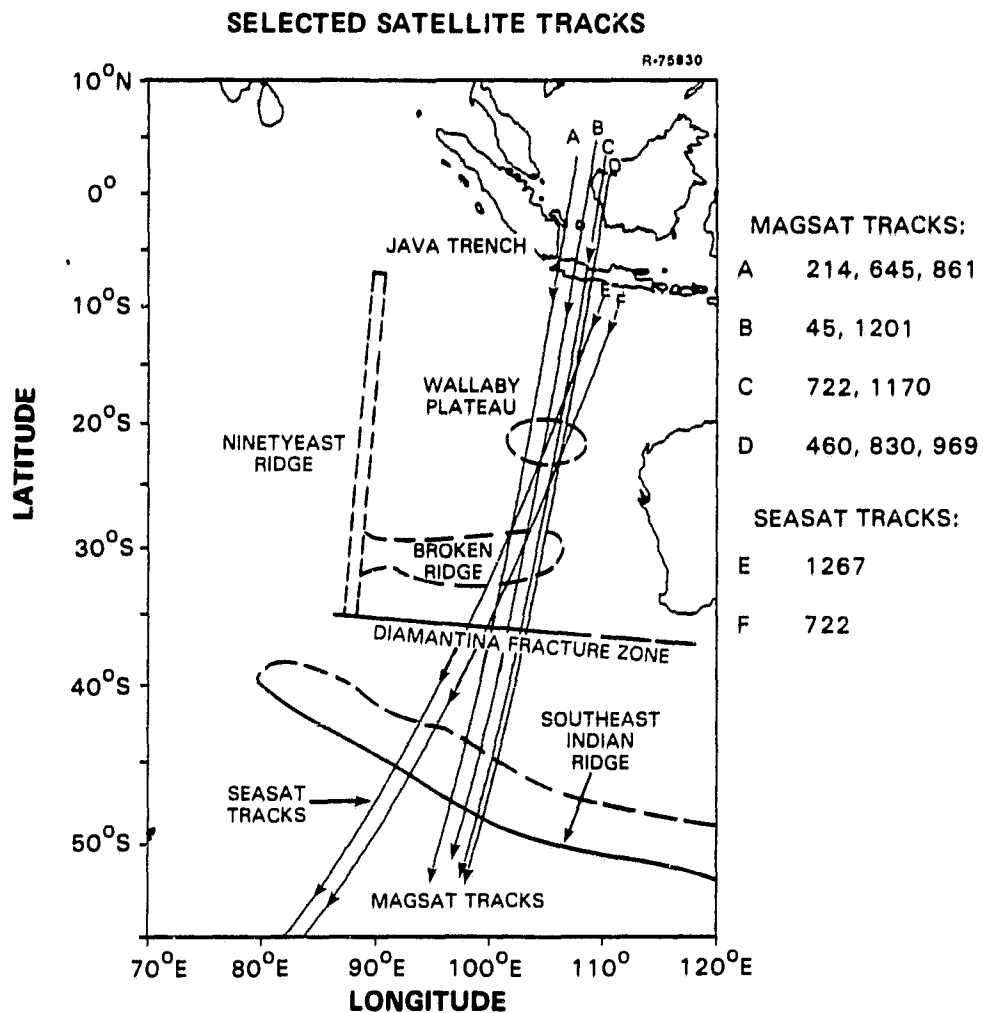 SELECTED SATELLITE TRACKS
R-75830
10°N
0°
10°S
20°S
30°S
40°S
50°S
LATITUDE
70°E
80°E
90°E
100°E
110°
120°E
LONGITUDE
A
B
C
D
JAVA TRENCH
E
F
WALLABY
PLATEAU
NINETYEAST
RIDGE
BROKEN
RIDGE
DIAMANTINA FRACTURE ZONE
SOUTHEAST
INDIAN
RIDGE
SEASAT
TRACKS
MAGSAT TRACKS
MAGSAT TRACKS:
A 214, 645, 861
B 45, 1201
C 722, 1170
D 460, 830, 969
SEASAT TRACKS:
E 1267
F 722